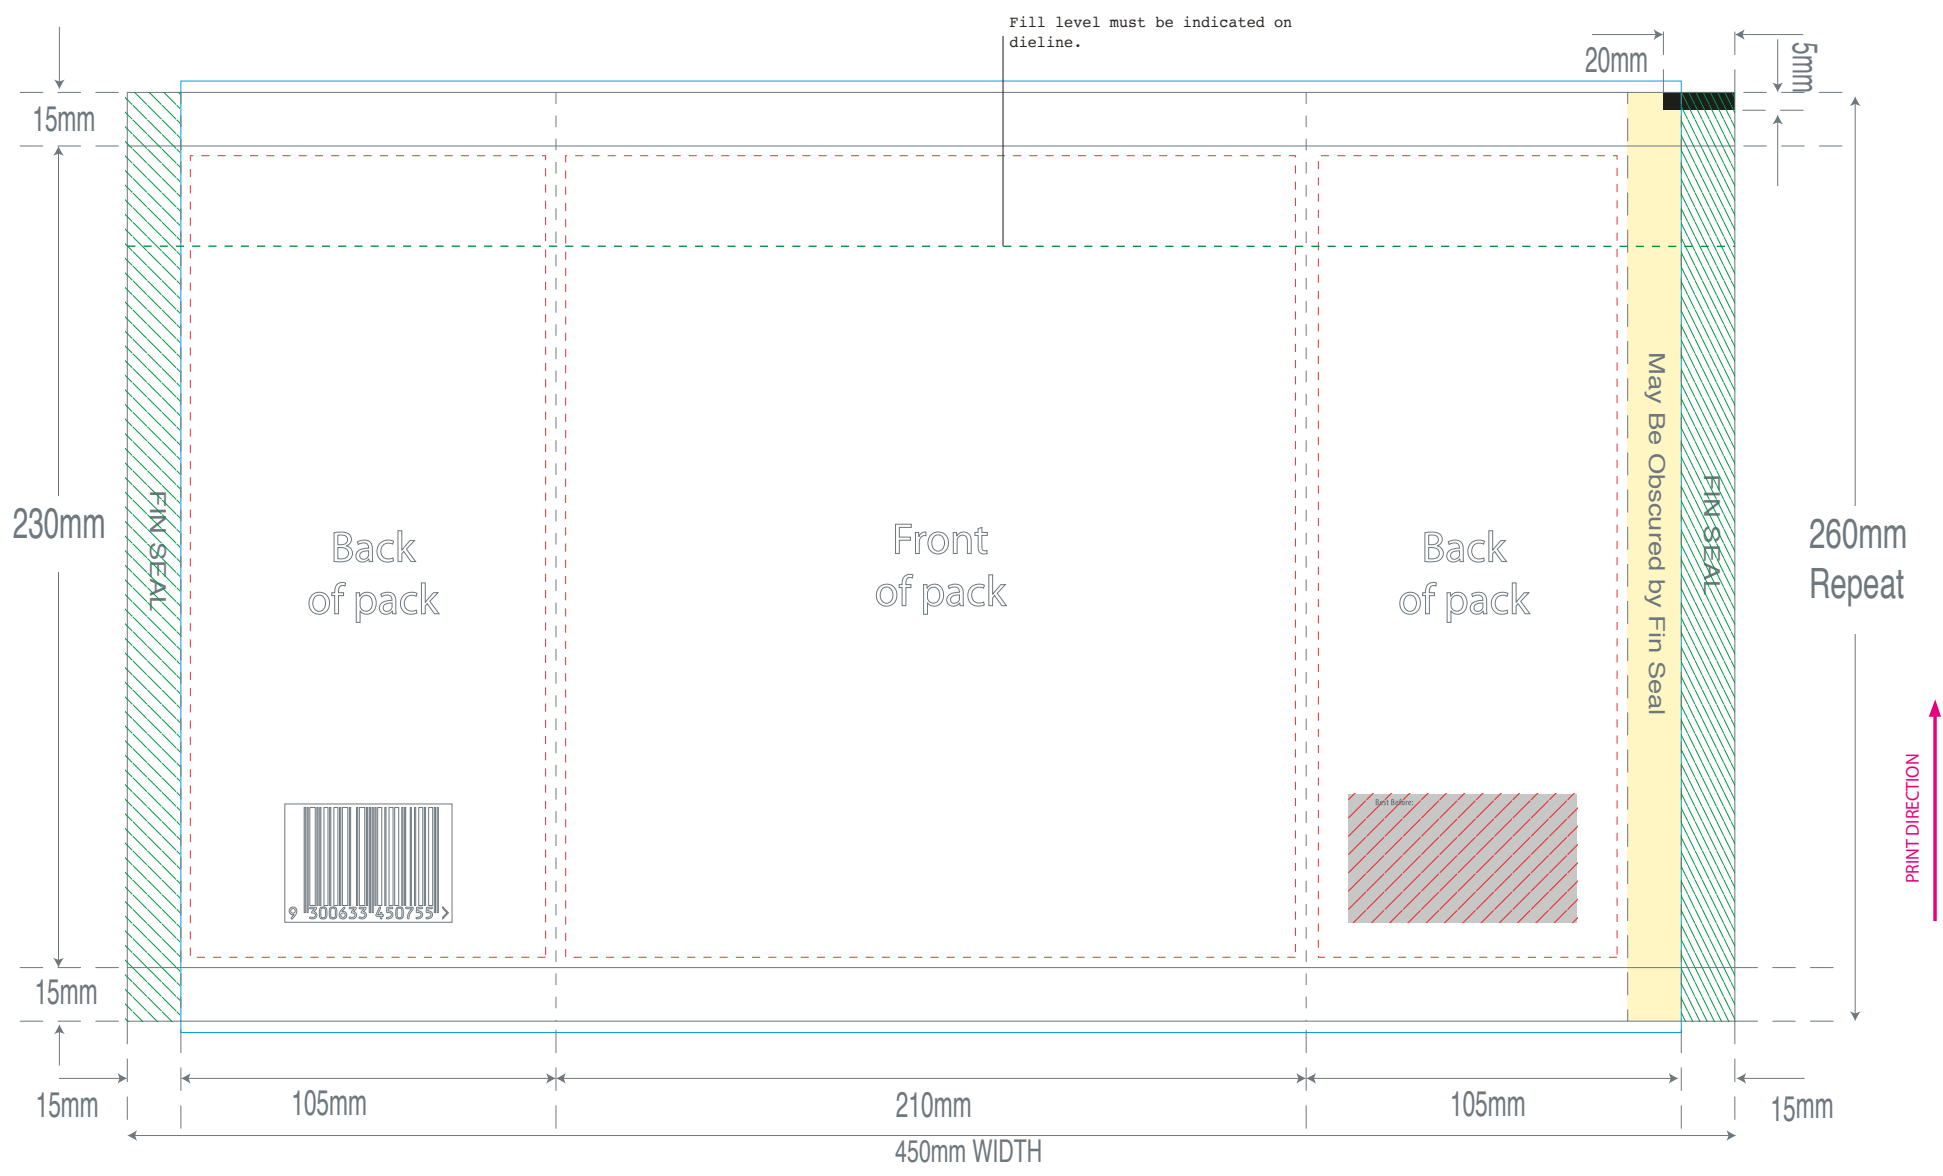 Fill level must be indicated on
dieline.
20mm
5mm
15mm
230mm
FIN SEAL
Back
of pack
Front
of pack
Back
of pack
May Be Obscured by Fin Seal
FIN SEAL
260mm
Repeat
PRINT DIRECTION
Best Before:
9 300633 450755 >
15mm
15mm
105mm
210mm
105mm
15mm
450mm WIDTH